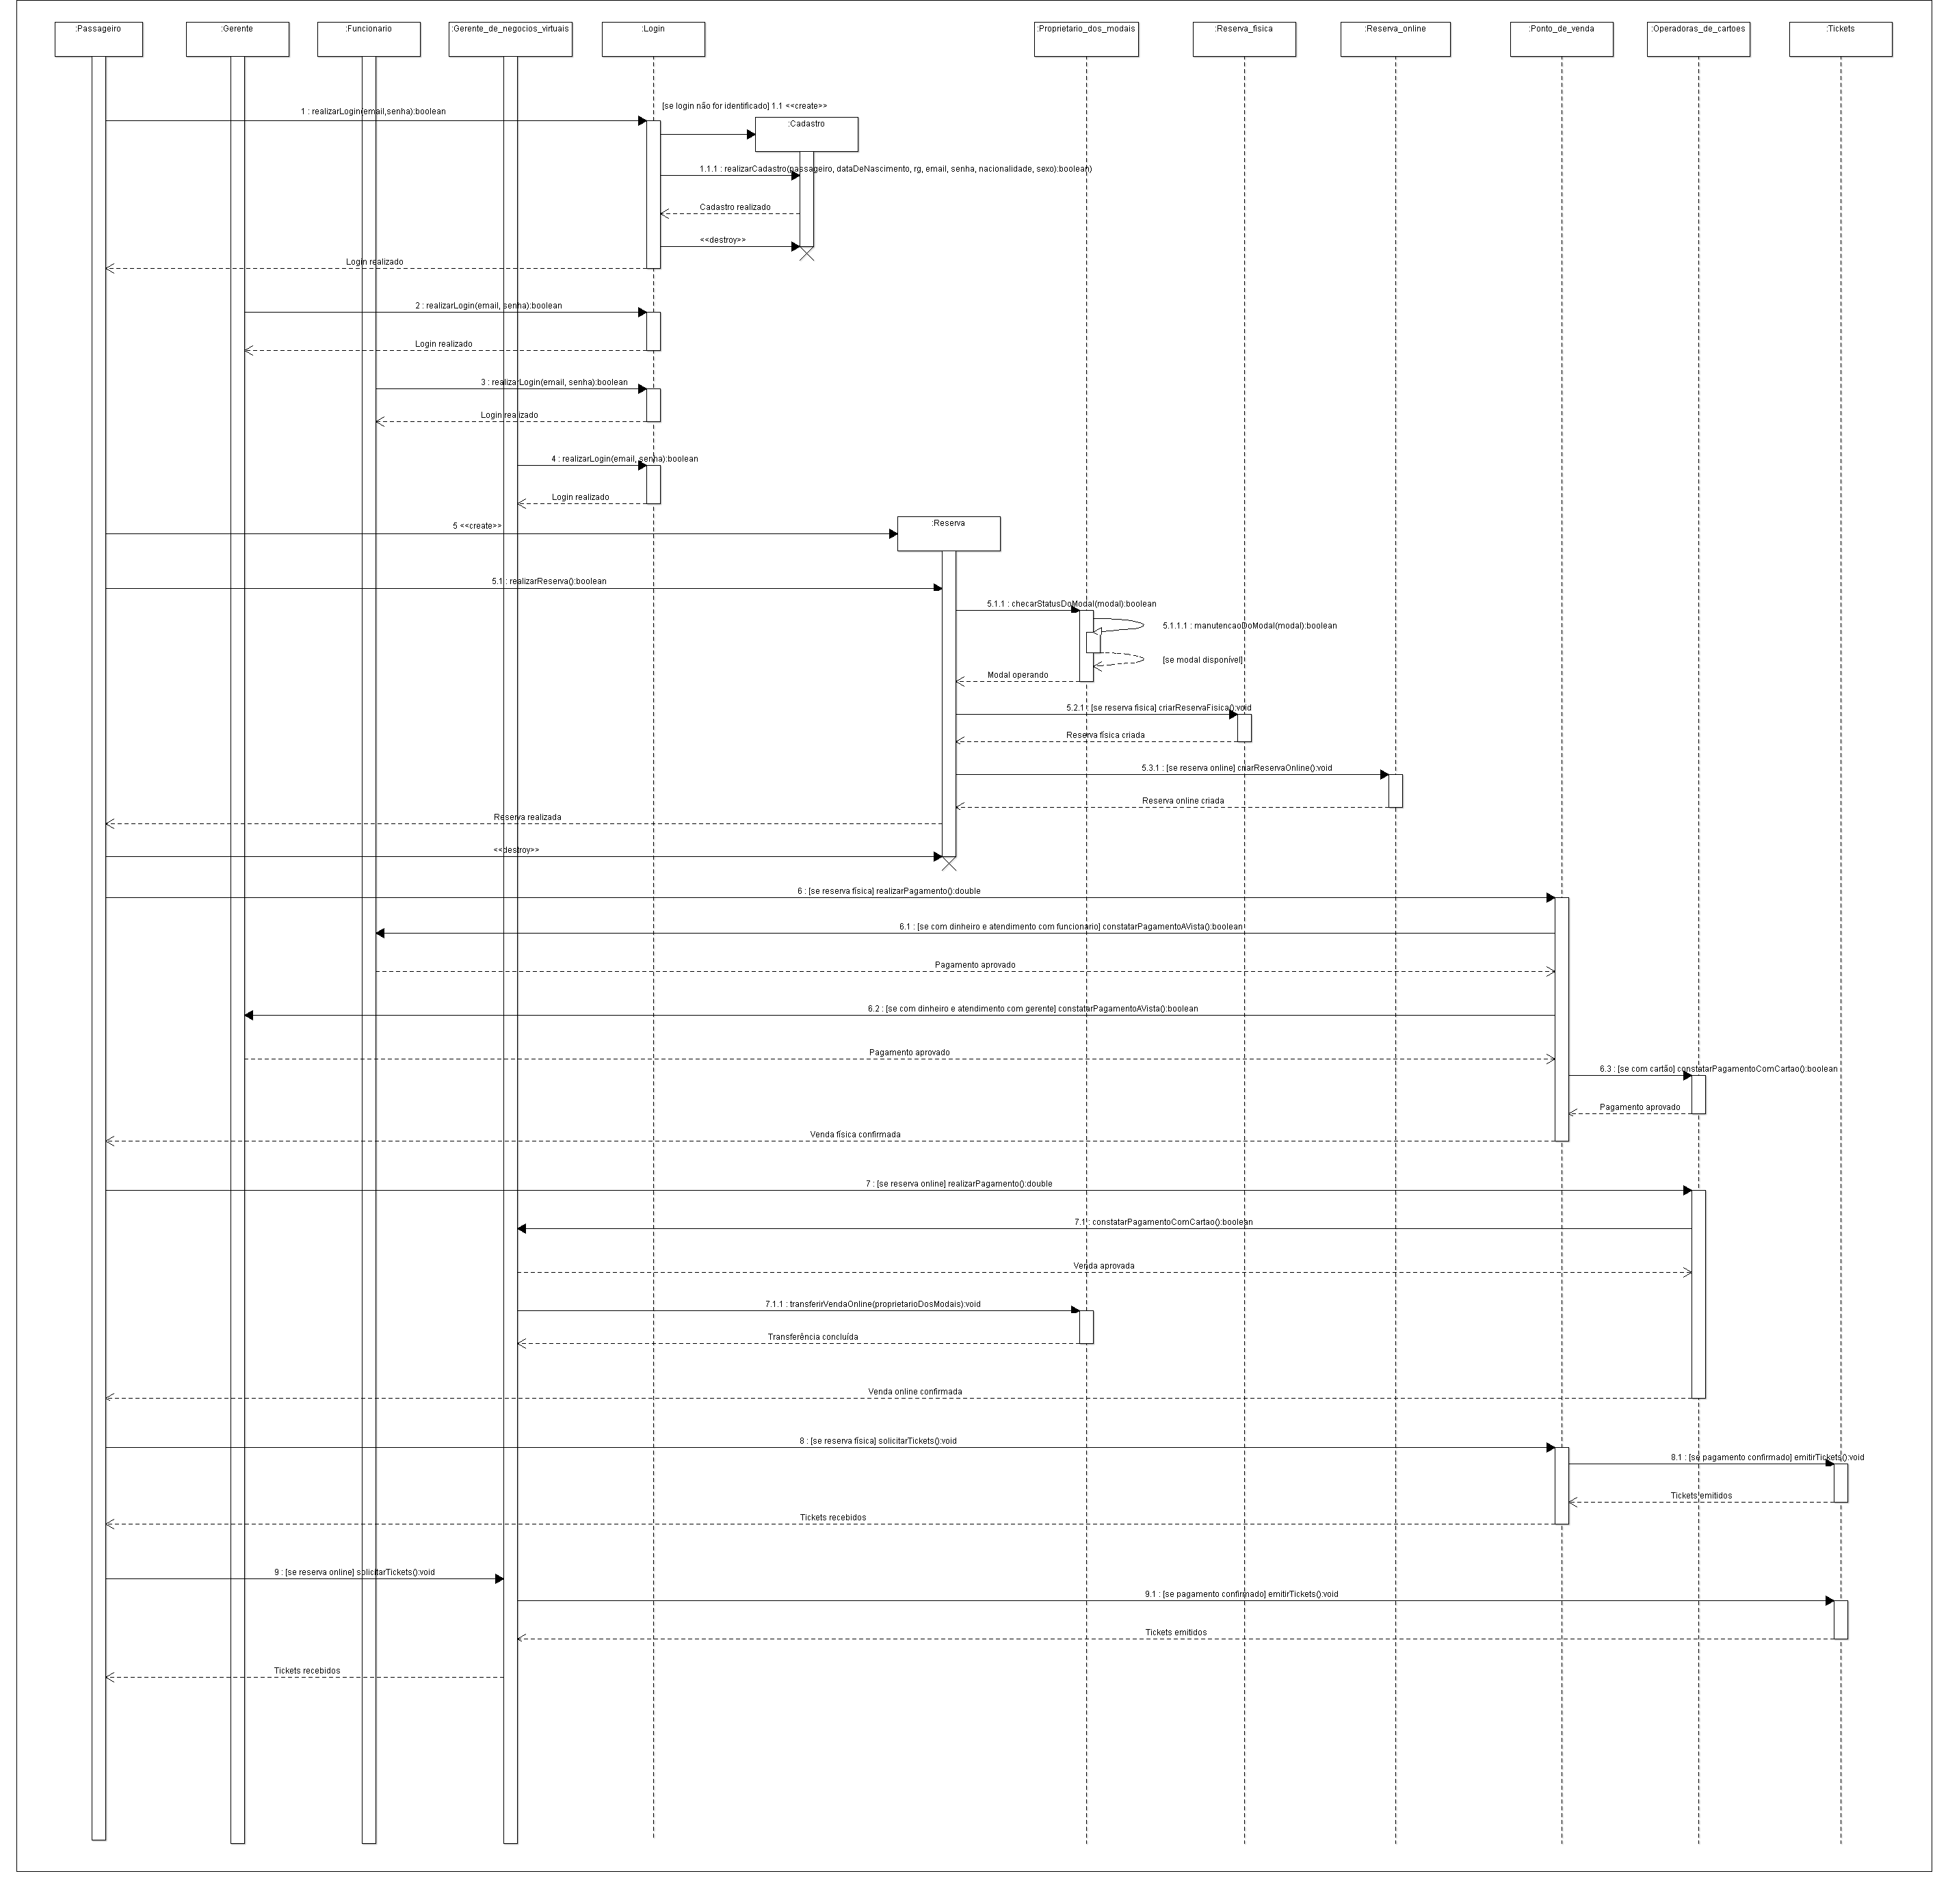 :Passageiro
:Gerente
:Funcionario
:Gerente_de_negocios_virtuais
:Login
:Proprietario_dos_modais
:Reserva_fisica
:Reserva_online
:Ponto_de_venda
:Operadoras_de_cartoes
:Tickets
[se login não for identificado] 1.1 <<create>>
1 : realizarLogin(email,senha):boolean
:Cadastro
1.1.1 : realizarCadastro(passageiro, dataDeNascimento, rg, email, senha, nacionalidade, sexo):boolean)
Cadastro realizado
<<destroy>>
Login realizado
2 : realizarLogin(email, senha):boolean
Login realizado
3 : realizarLogin(email, senha):boolean
Login realizado
4 : realizarLogin(email, senha):boolean
Login realizado
5 <<create>>
:Reserva
5.1 : realizarReserva():boolean
5.1.1 : checarStatusDoModal(modal):boolean
5.1.1.1 : manutencaoDoModal(modal):boolean
[se modal disponível]
Modal operando
5.2.1 : [se reserva fisica] criarReservaFisica():void
Reserva física criada
5.3.1 : [se reserva online] criarReservaOnline():void
Reserva online criada
Reserva realizada
<<destroy>>
6 : [se reserva física] realizarPagamento():double
6.1 : [se com dinheiro e atendimento com funcionario] constatarPagamentoAVista():boolean
Pagamento aprovado
6.2 : [se com dinheiro e atendimento com gerente] constatarPagamentoAVista():boolean
Pagamento aprovado
6.3 : [se com cartão] constatarPagamentoComCartao():boolean
Pagamento aprovado
Venda física confirmada
7 : [se reserva online] realizarPagamento():double
7.1 : constatarPagamentoComCartao():boolean
Venda aprovada
7.1.1 : transferirVendaOnline(proprietarioDosModais):void
Transferência concluída
Venda online confirmada
8 : [se reserva física] solicitarTickets():void
8.1 : [se pagamento confirmado] emitirTickets():void
Tickets emitidos
Tickets recebidos
9 : [se reserva online] solicitarTickets():void
9.1 : [se pagamento confirmado] emitirTickets():void
Tickets emitidos
Tickets recebidos